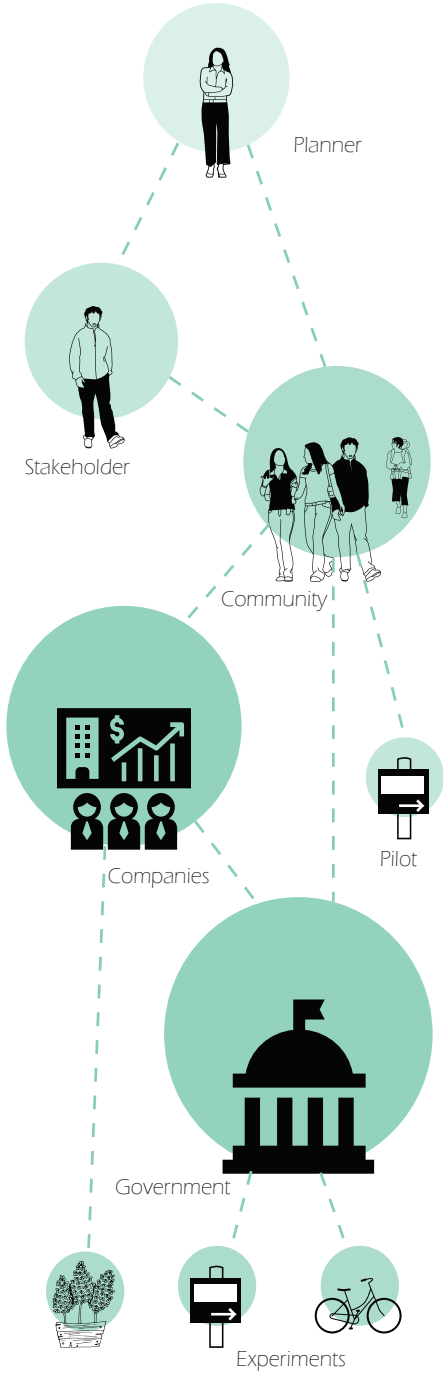 Planner
Stakeholder
Community
$
Pilot
Companies
Government
Experiments